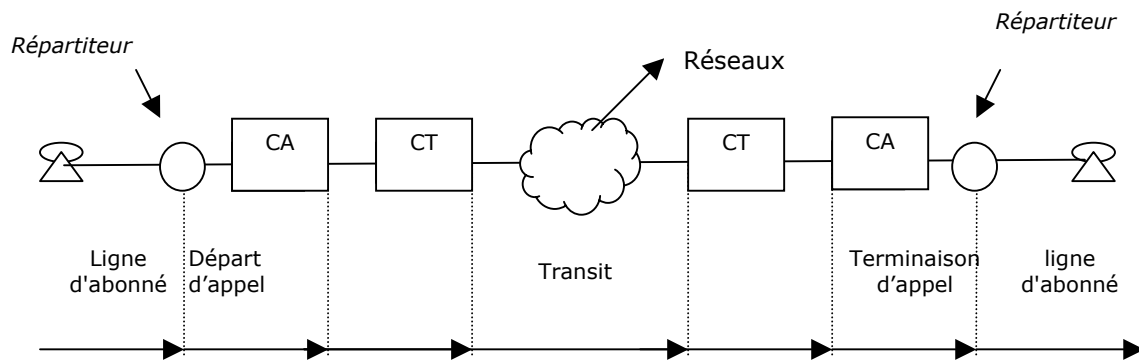 Répartiteur
Répartiteur
Réseaux
CA
CT
CT
CA
Ligne
d'abonné
Départ
d’appel
Transit
Terminaison
d’appel
ligne
d'abonné